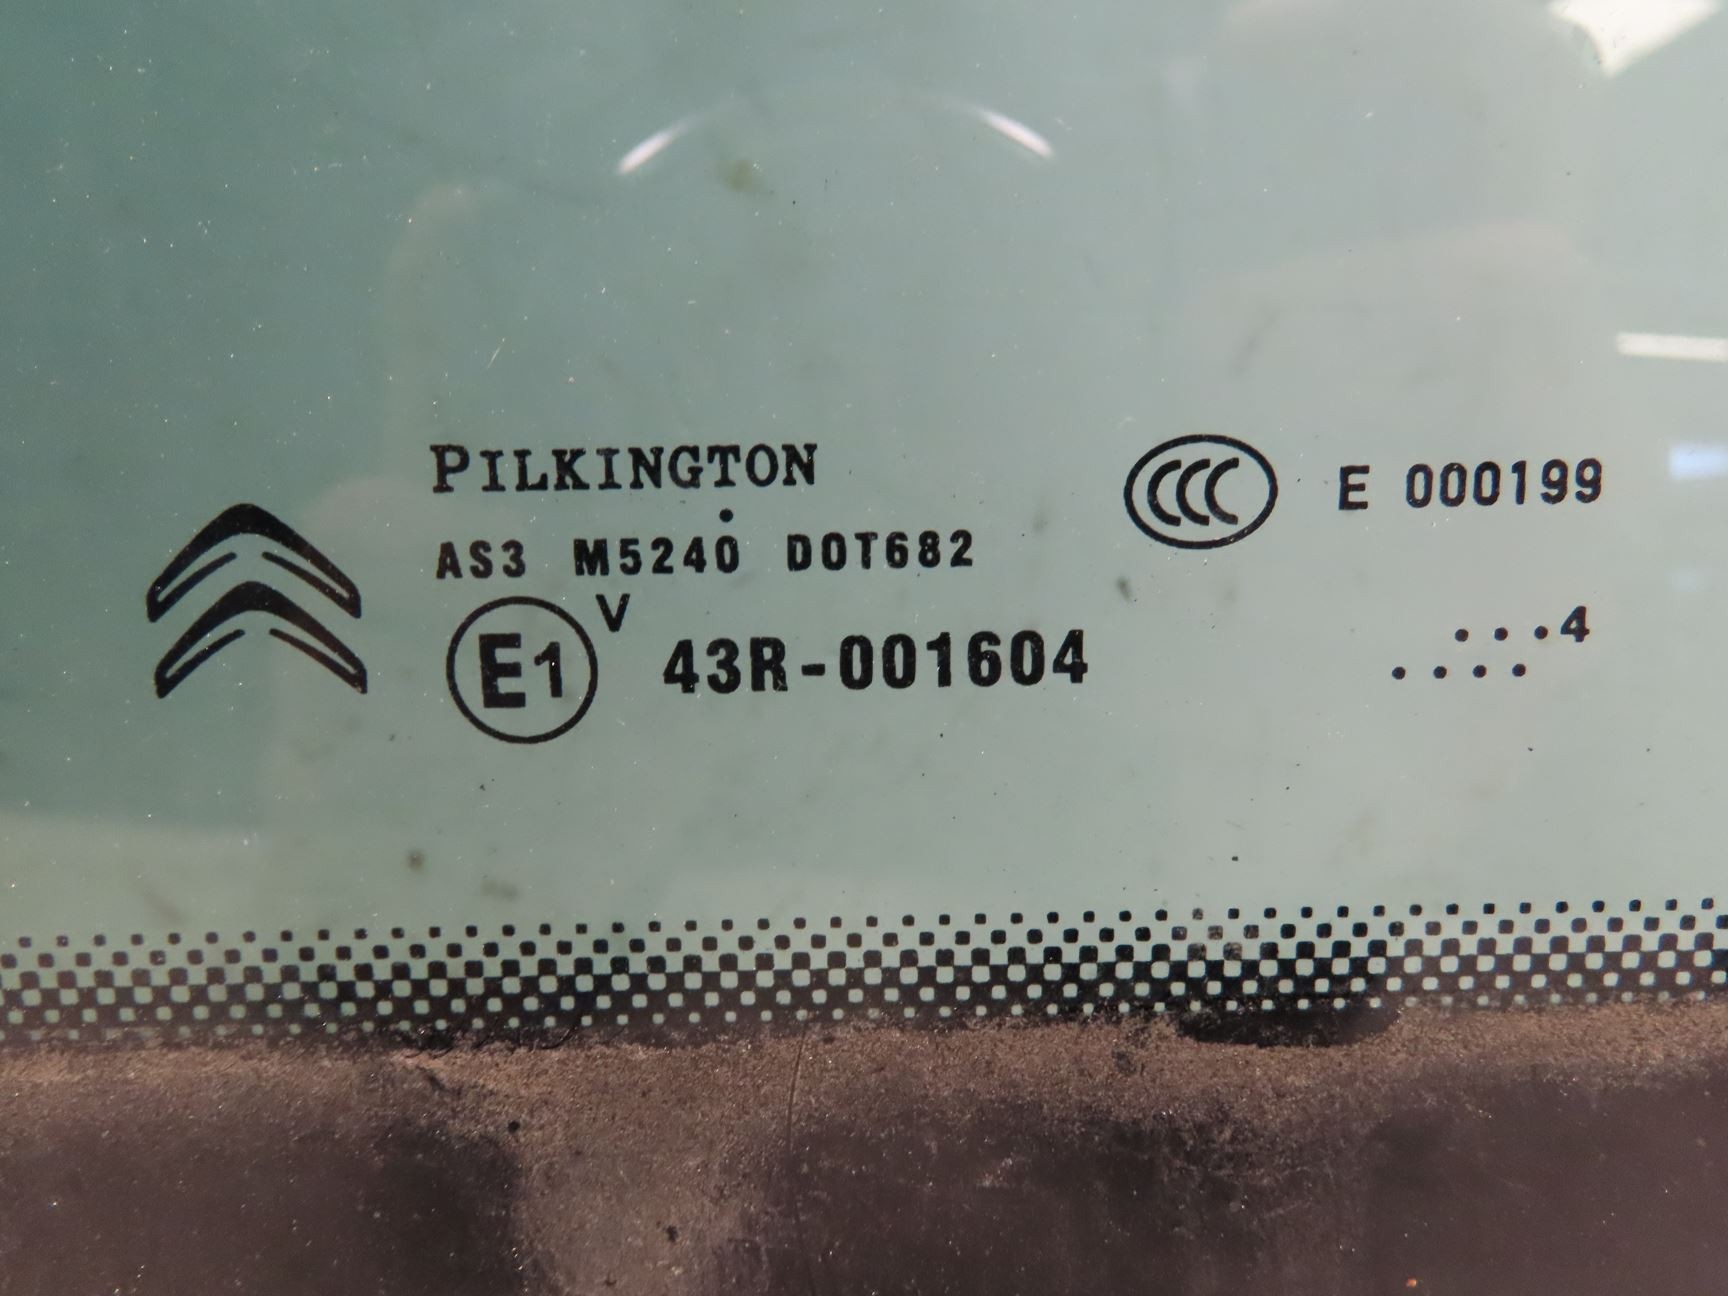 PILKINGTON
AS3 M5240 DOT682
E1 V 43R-001604
CCC E 000199
...4
....